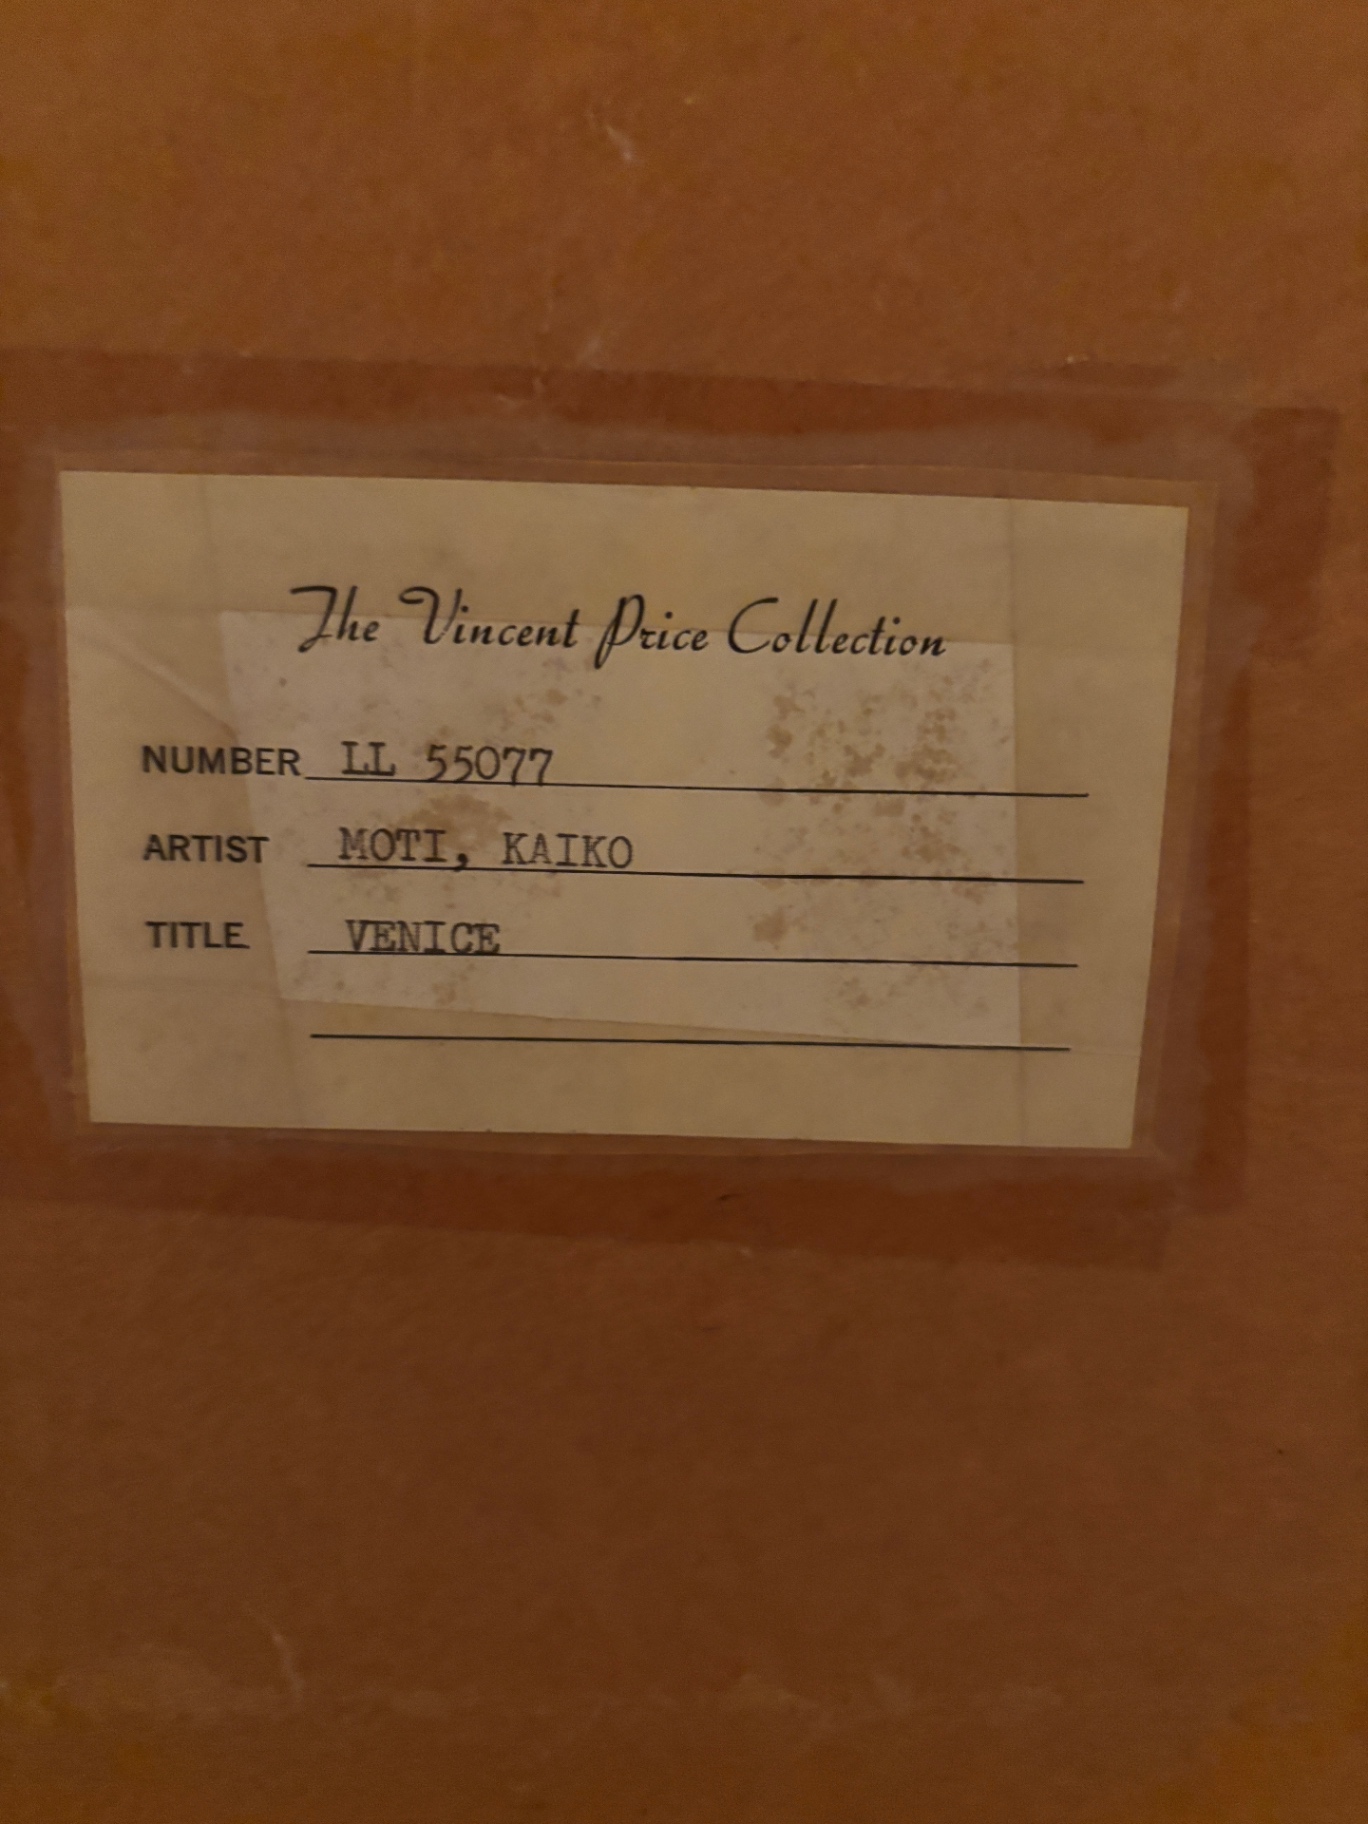 The Vincent Price Collection
NUMBER LL 55077
ARTIST MOTI, KAIKO
TITLE VENICE